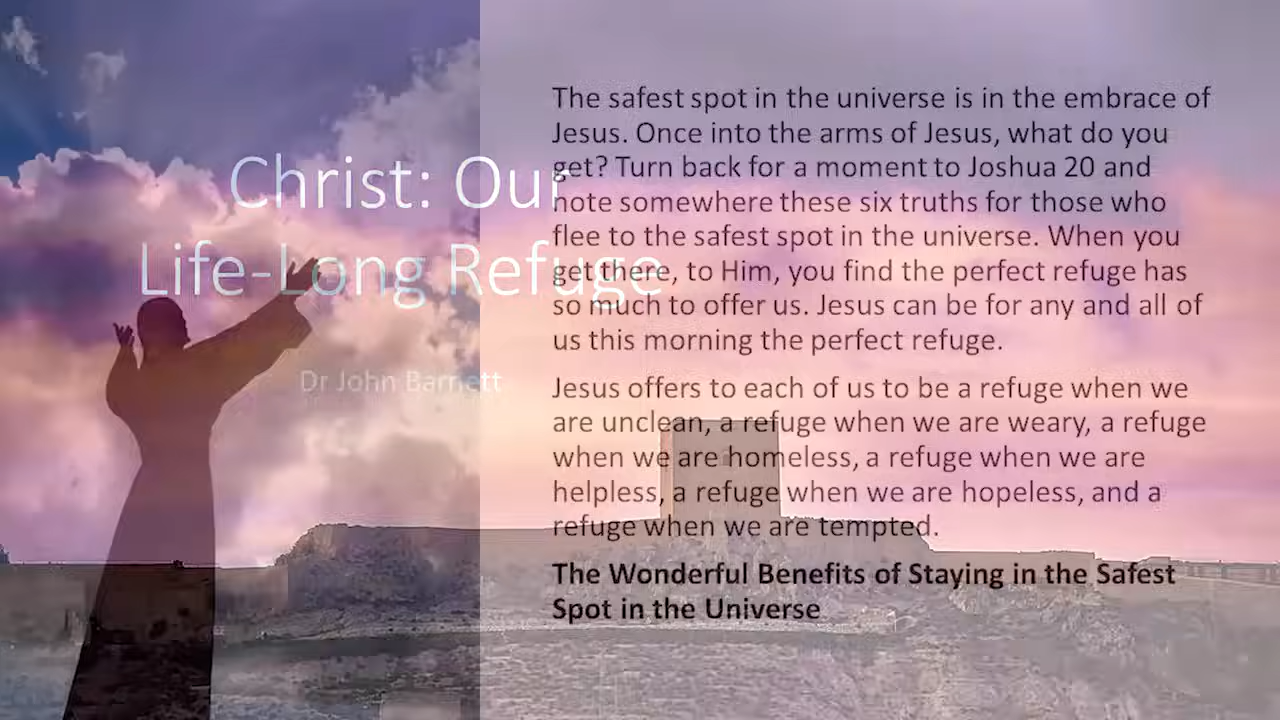 Christ: Our
Life-Long Refuge
Dr John Barnett
The safest spot in the universe is in the embrace of
Jesus. Once into the arms of Jesus, what do you
get? Turn back for a moment to Joshua 20 and
note somewhere these six truths for those who
flee to the safest spot in the universe. When you
get there, to Him, you find the perfect refuge has
so much to offer us. Jesus can be for any and all of
us this morning the perfect refuge.
Jesus offers to each of us to be a refuge when we
are unclean, a refuge when we are weary, a refuge
when we are homeless, a refuge when we are
helpless, a refuge when we are hopeless, and a
refuge when we are tempted.
The Wonderful Benefits of Staying in the Safest
Spot in the Universe